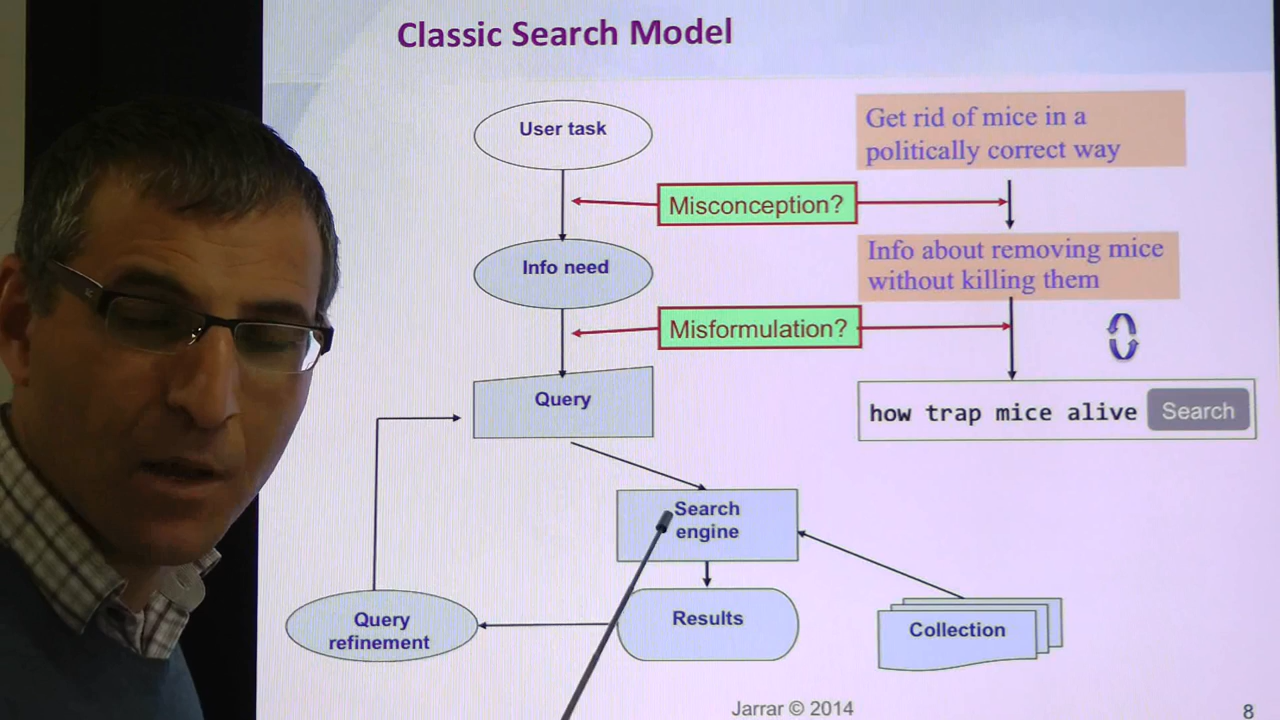 Classic Search Model
User task
Get rid of mice in a
politically correct way
Misconception?
Info need
Info about removing mice
without killing them
Misformulation?
Query
how trap mice alive
Search
Search
engine
Query
refinement
Results
Collection
Jarrar © 2014
8